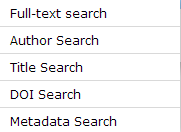 Full-text search
Author Search
Title Search
DOI Search
Metadata Search